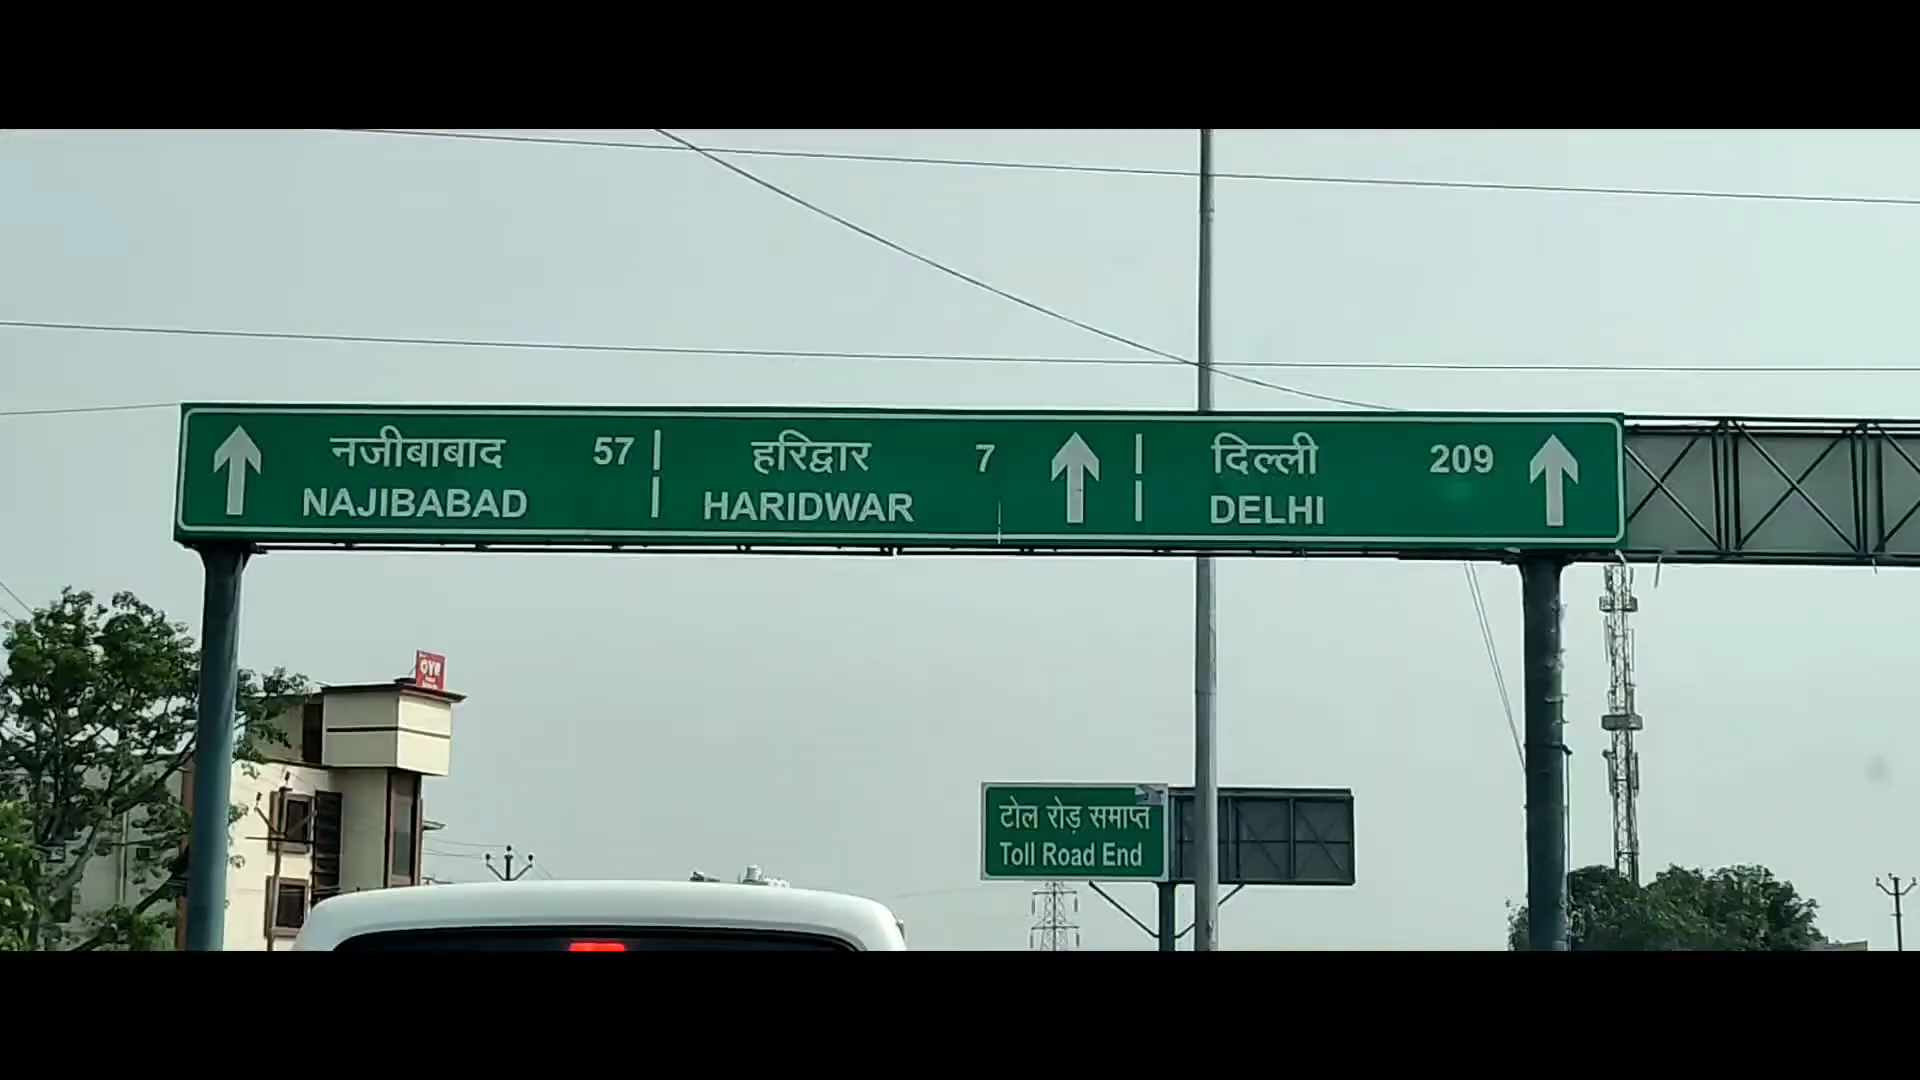 नजीबाबाद 57
NAJIBABAD
हरिद्वार 7
HARIDWAR
दिल्ली 209
DELHI
टोल रोड़ समाप्त
Toll Road End